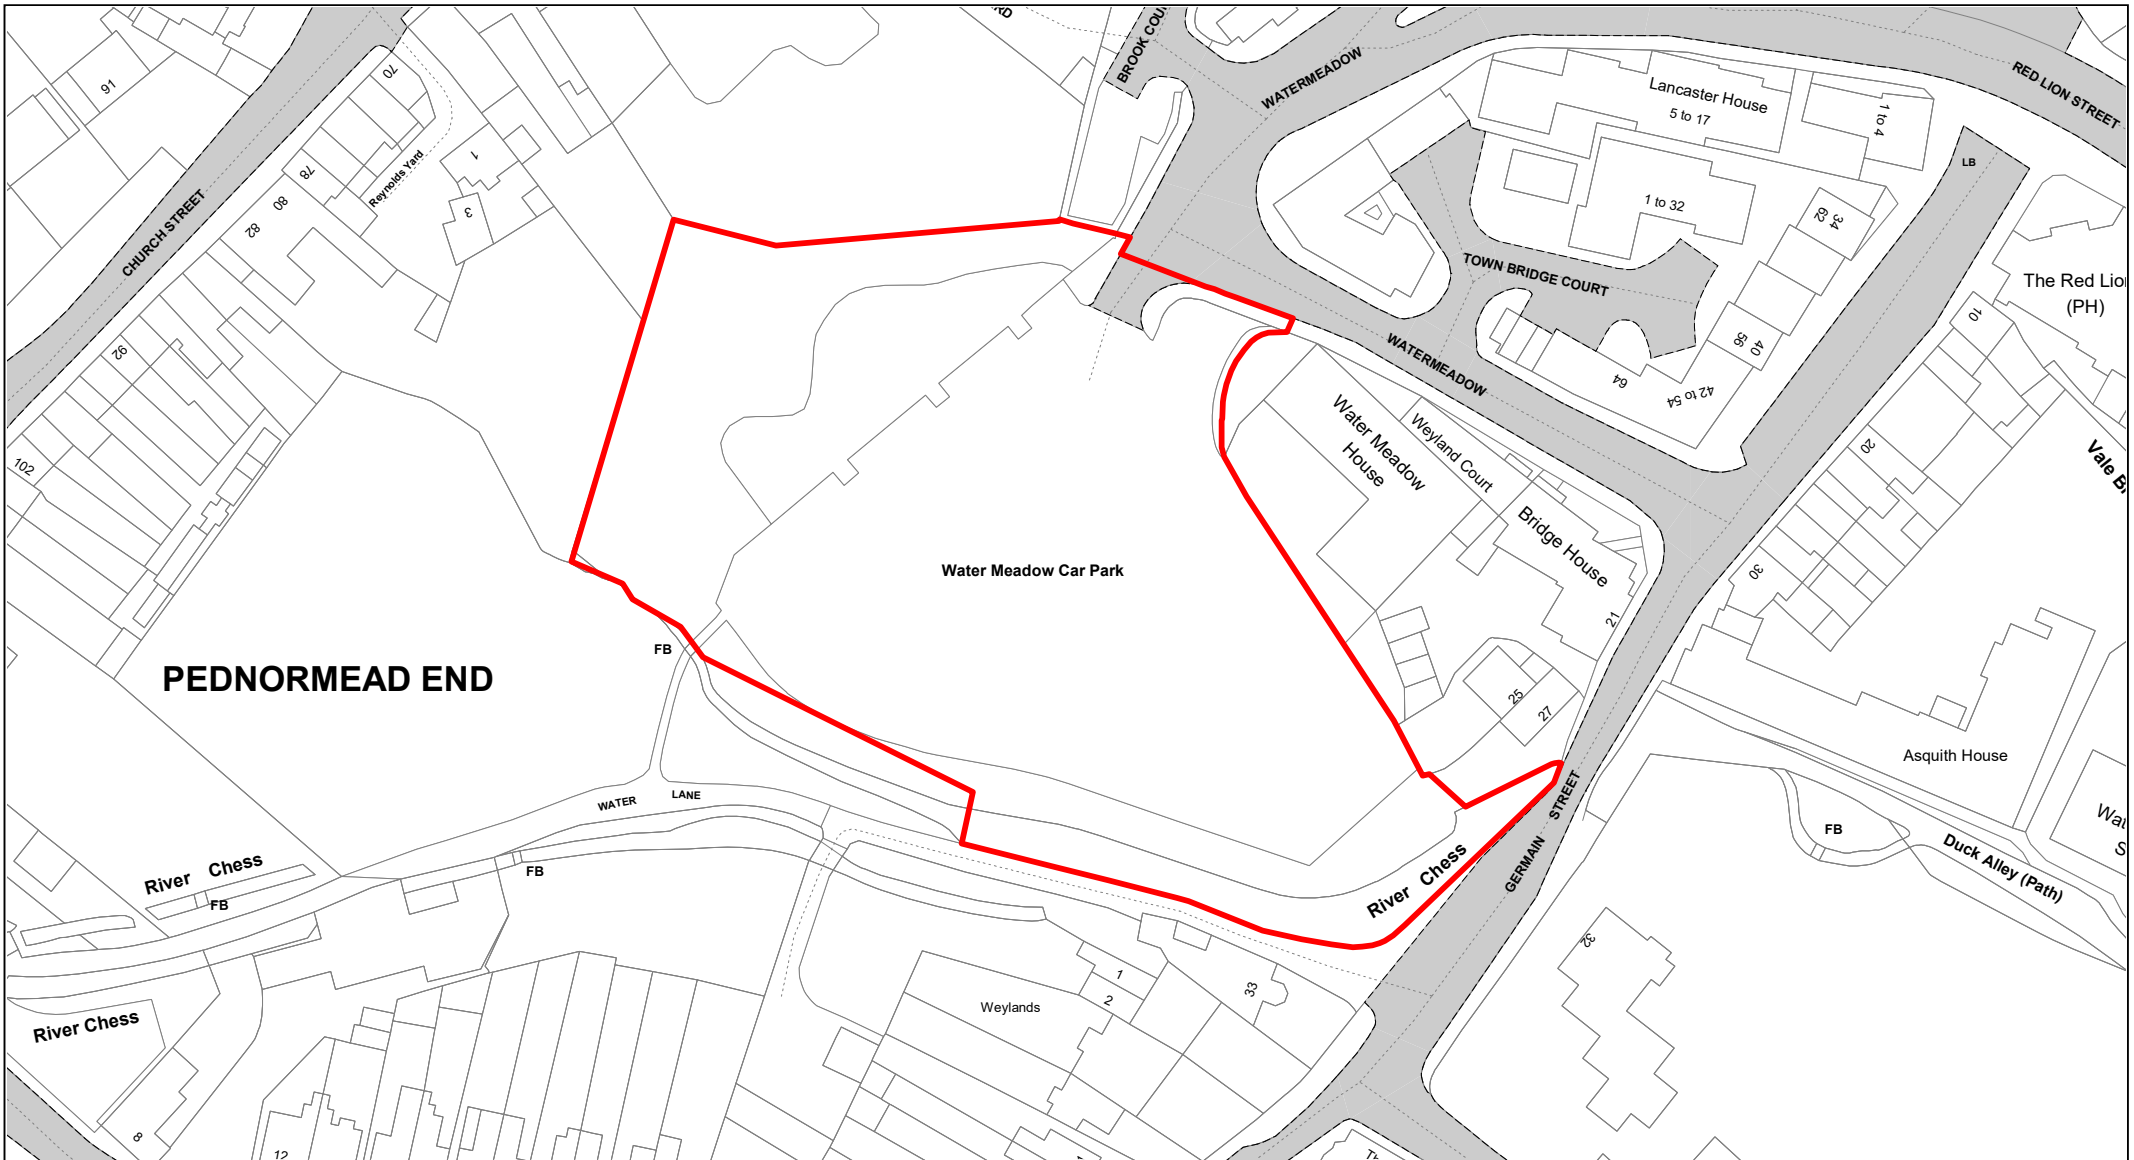 BROOK COU
WATERMEADOW
RED LION STREET
Lancaster House
5 to 17
1 to 4
LB
91
70
78
80
82
Reynolds Yard
1
3
CHURCH STREET
1 to 32
34
62
TOWN BRIDGE COURT
The Red Lio
(PH)
10
92
102
WATERMEADOW
40
56
64
42 to 54
Water Meadow
House
Weyland Court
Bridge House
20
30
Vale B
Water Meadow Car Park
21
FB
PEDNORMEAD END
25
27
Asquith House
WATER LANE
GERMAIN STREET
River Chess
FB
FB
River Chess
FB
Duck Alley (Path)
Wat
S
32
1
2
33
Weylands
River Chess
8
12